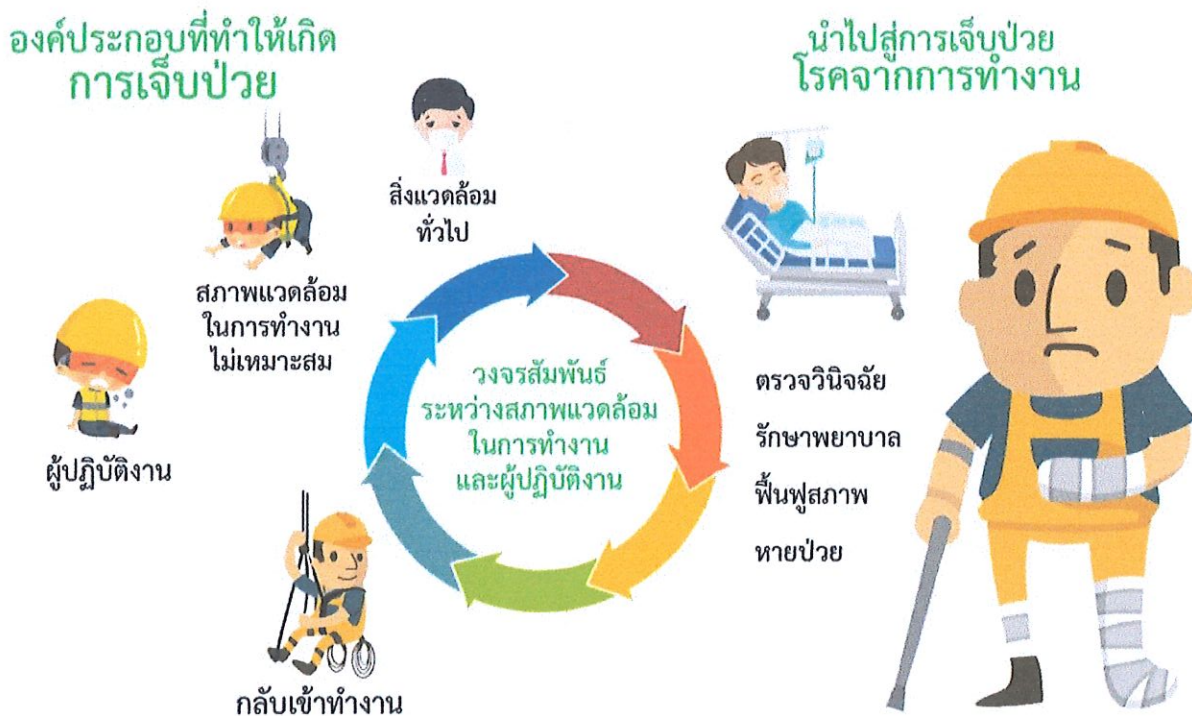 องค์ประกอบที่ทำให้เกิด
การเจ็บป่วย
นำไปสู่การเจ็บป่วย
โรคจากการทำงาน
สิ่งแวดล้อม
ทั่วไป
สภาพแวดล้อม
ในการทำงาน
ไม่เหมาะสม
ผู้ปฏิบัติงาน
วงจรสัมพันธ์
ระหว่างสภาพแวดล้อม
ในการทำงาน
และผู้ปฏิบัติงาน
ตรวจวินิจฉัย
รักษาพยาบาล
ฟื้นฟูสภาพ
หายป่วย
กลับเข้าทำงาน